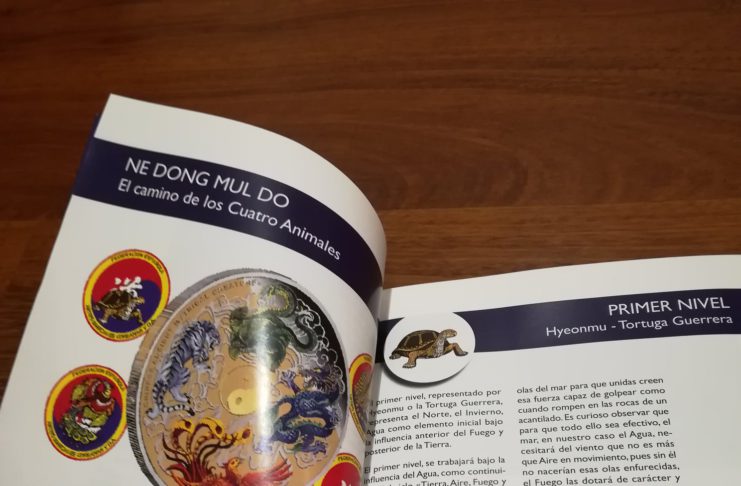 NE DONG MUL DO
El camino de los Cuatro Animales
FEDERACION ESPAÑOLA
PRIMER NIVEL
Hyeonmu - Tortuga Guerrera
El primer nivel, representado por
Hyeonmu o la Tortuga Guerrera,
representa el Norte, el Invierno,
Agua como elemento inicial bajo
la influencia anterior del Fuego y
posterior de la Tierra.
El primer nivel, se trabajará bajo la
influencia del Agua, como continui-
Tierra, Aire, Fuego y
olas del mar para que unidas creen
esa fuerza capaz de golpear como
cuando rompen en las rocas de un
acantilado. Es curioso observar que
para que todo ello sea efectivo, el
mar, en nuestro caso el Agua, ne-
cesitará del viento que no es más
que Aire en movimiento, pues sin él
no nacerían esas olas enfurecidas,
el Fuego las dotará de carácter y